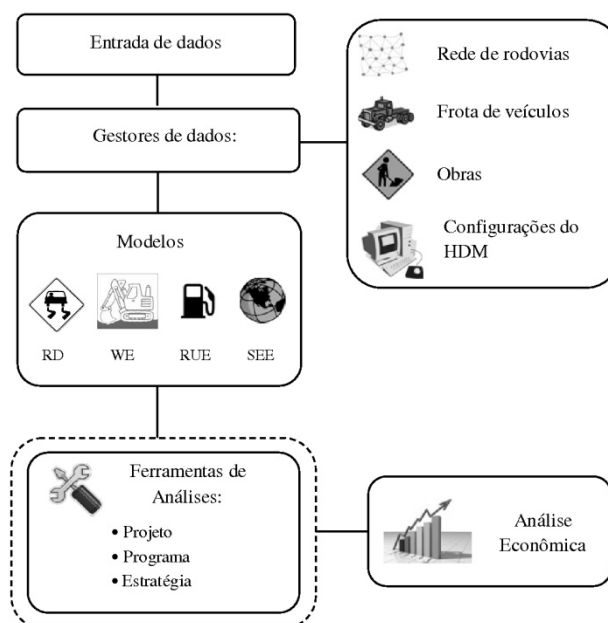 Entrada de dados
Gestores de dados:
Rede de rodovias
Frota de veículos
Obras
Configurações do
HDM
Modelos
RD WE RUE SEE
Ferramentas de
Análises:
• Projeto
• Programa
• Estratégia
Análise
Econômica